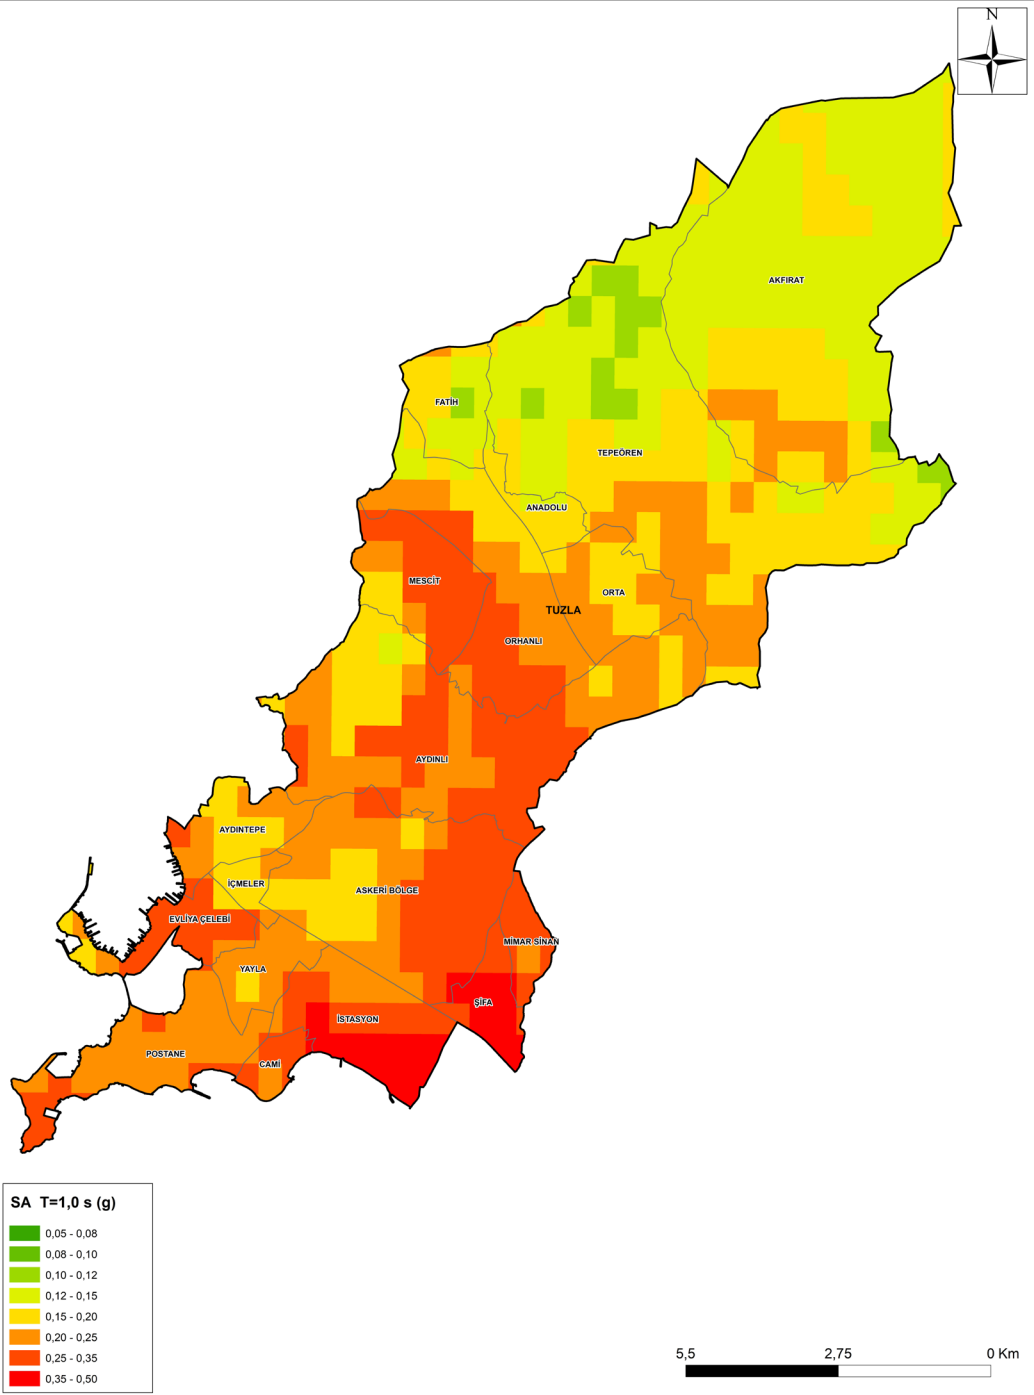 N
AKFIRAT
FATİH
TEPEÖREN
ANADOLU
MESCİT
ORTA
TUZLA
ORHANLI
AYDINLI
AYDINTEPE
İÇMELER
ASKERİ BÖLGE
EVLİYA ÇELEBİ
MİMAR SİNAN
YAYLA
ŞİFA
İSTASYON
POSTANE
CAMİ
SA T=1,0 s (g)
0,05 - 0,08
0,08 - 0,10
0,10 - 0,12
0,12 - 0,15
0,15 - 0,20
0,20 - 0,25
0,25 - 0,35
0,35 - 0,50
5,5 2,75 0 Km